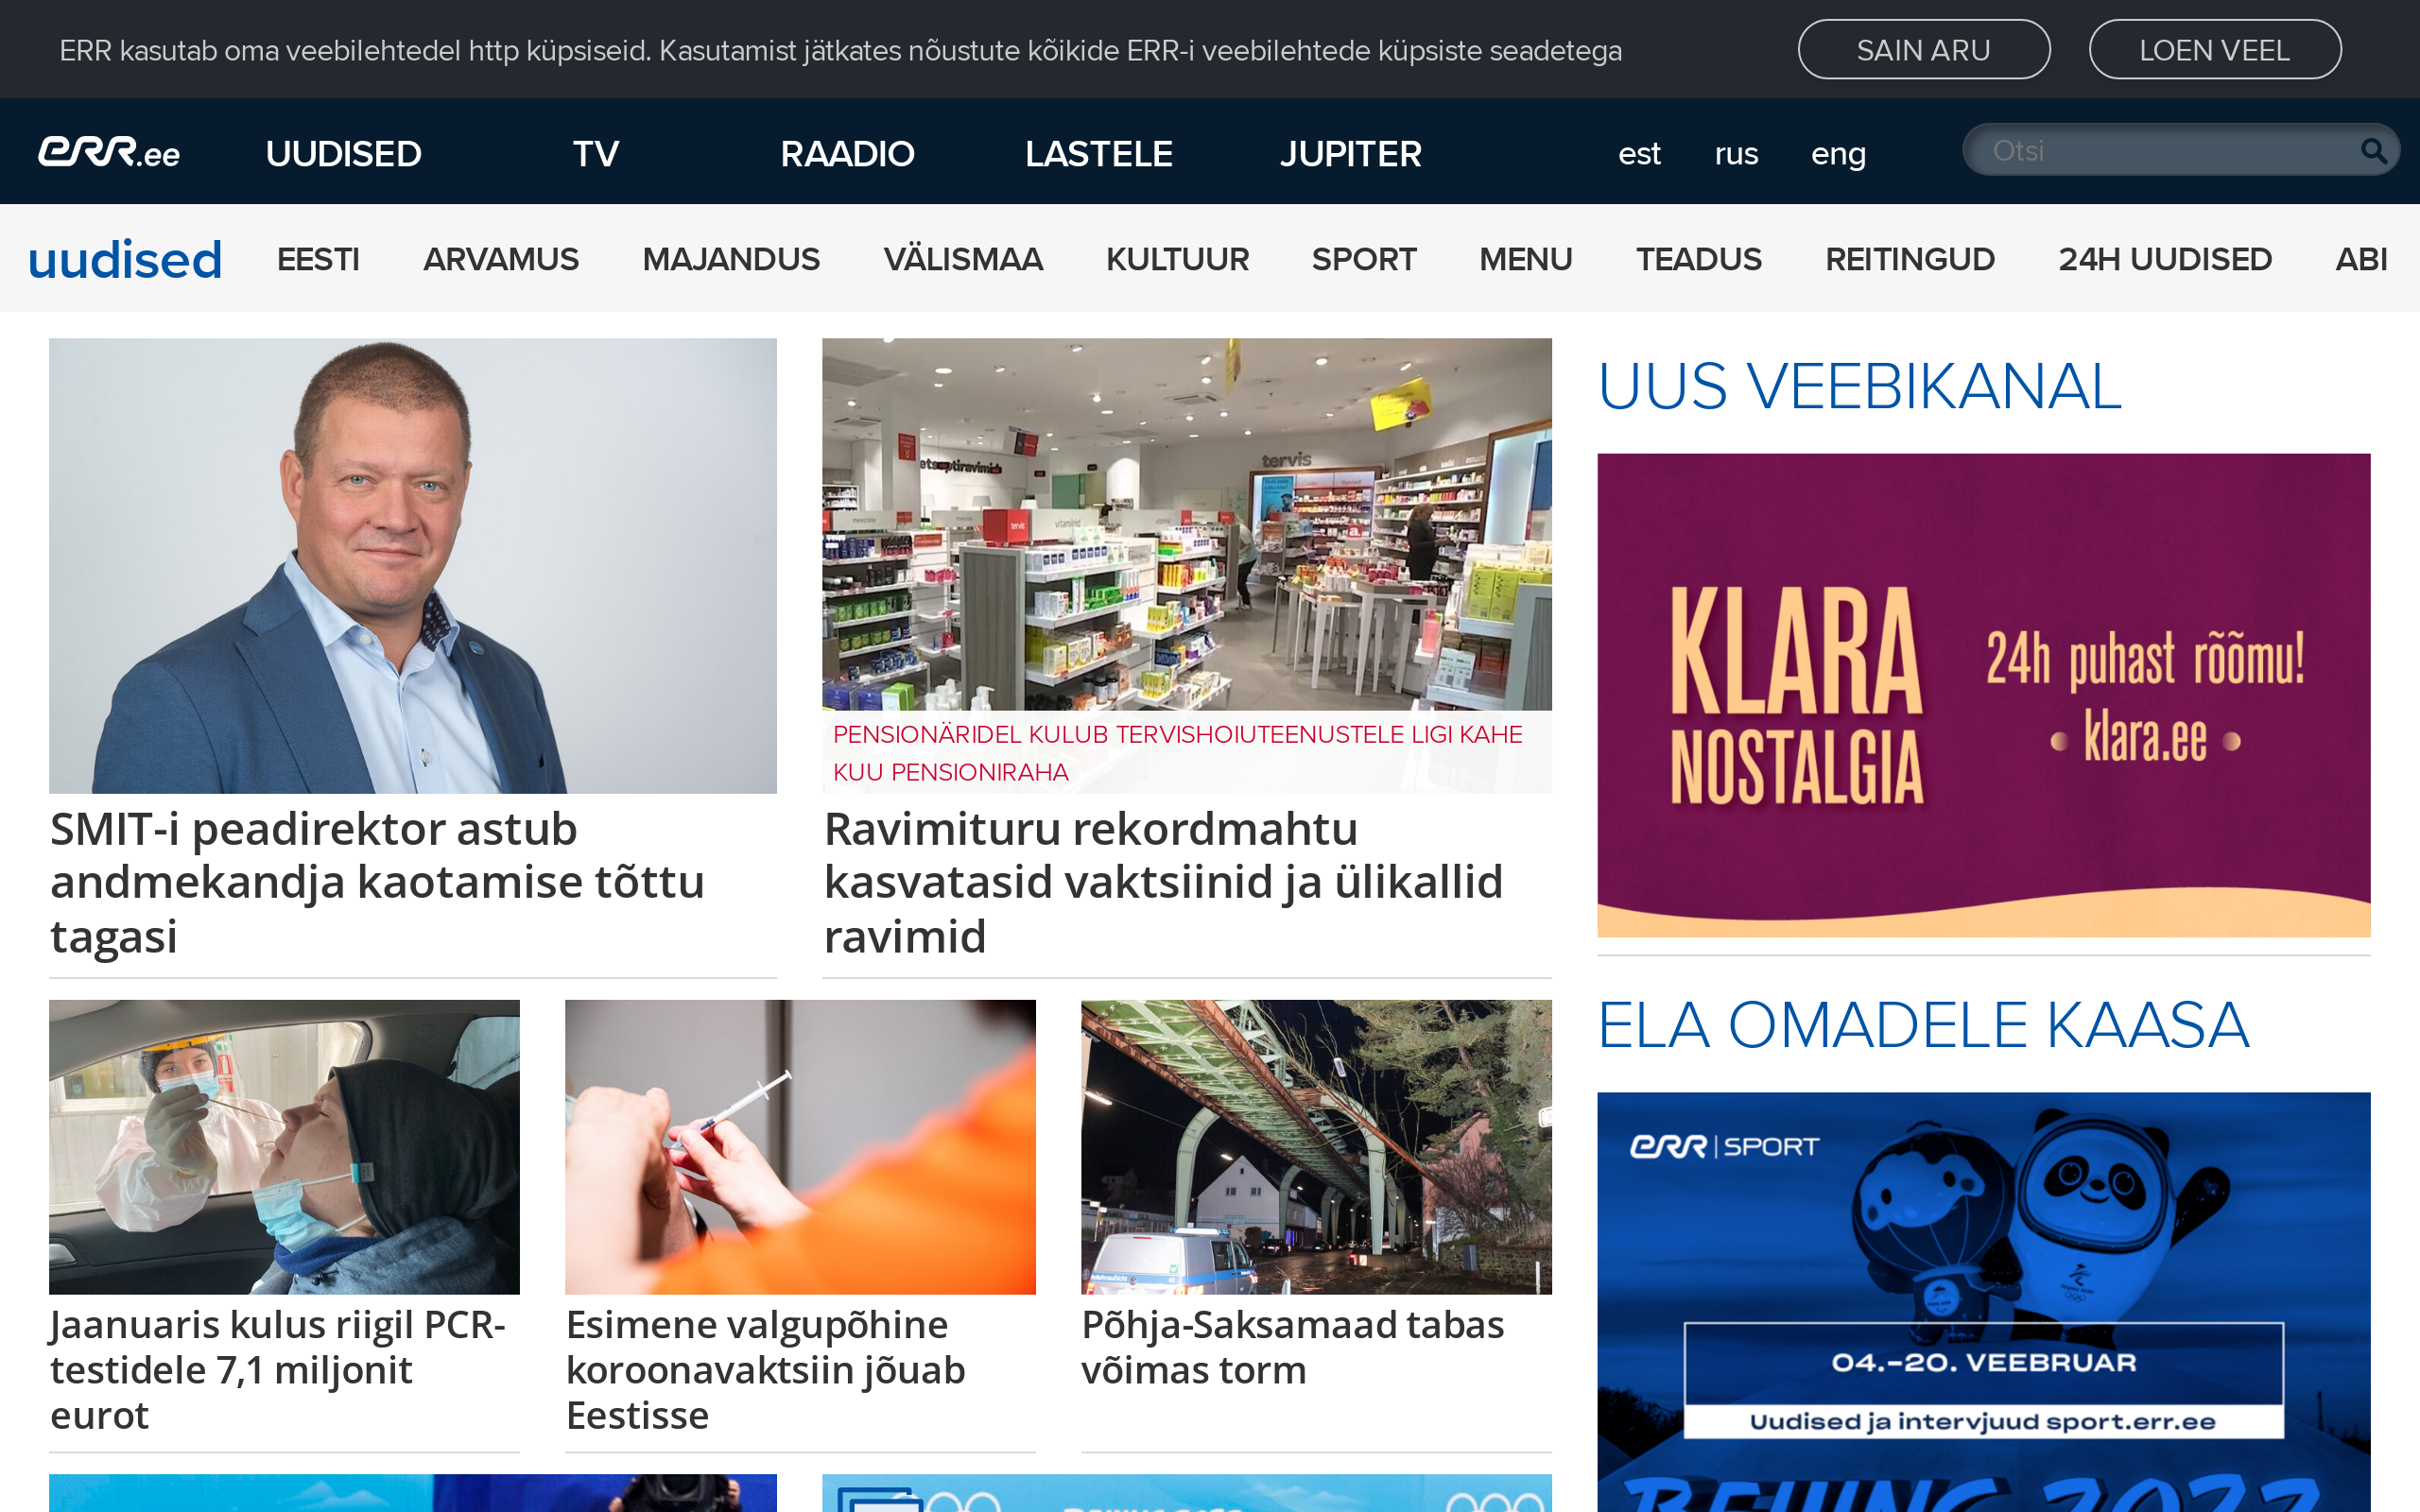 ERR kasutab oma veebilehtedel http küpsiseid. Kasutamist jätkates nõustute kõikide ERR-i veebilehtede küpsiste seadetega
SAIN ARU
LOEN VEEL
err.ee
UUDISED
TV
RAADIO
LASTELE
JUPITER
est
rus
eng
Otsi
uudised
EESTI
ARVAMUS
MAJANDUS
VÄLISMAA
KULTUUR
SPORT
MENU
TEADUS
REITINGUD
24H UUDISED
ABI
tervis
tervis
vitamiinid
PENSIONÄRIDEL KULUB TERVISHOIUTEENUSTELE LIGI KAHE
KUU PENSIONIRAHA
SMIT-i peadirektor astub
andmekandja kaotamise tõttu
tagasi
Ravimituru rekordmahtu
kasvatasid vaktsiinid ja ülikallid
ravimid
UUS VEEBIKANAL
KLARA
NOSTALGIA
24h puhast rõõmu!
• klara.ee •
Jaanuaris kulus riigil PCR-
testidele 7,1 miljonit
eurot
Esimene valgupõhine
koroonavaktsiin jõuab
Eestisse
Põhja-Saksamaad tabas
võimas torm
ELA OMADELE KAASA
err | SPORT
04.–20. VEEBRUAR
Uudised ja intervjuud sport.err.ee
BEIJING 2022